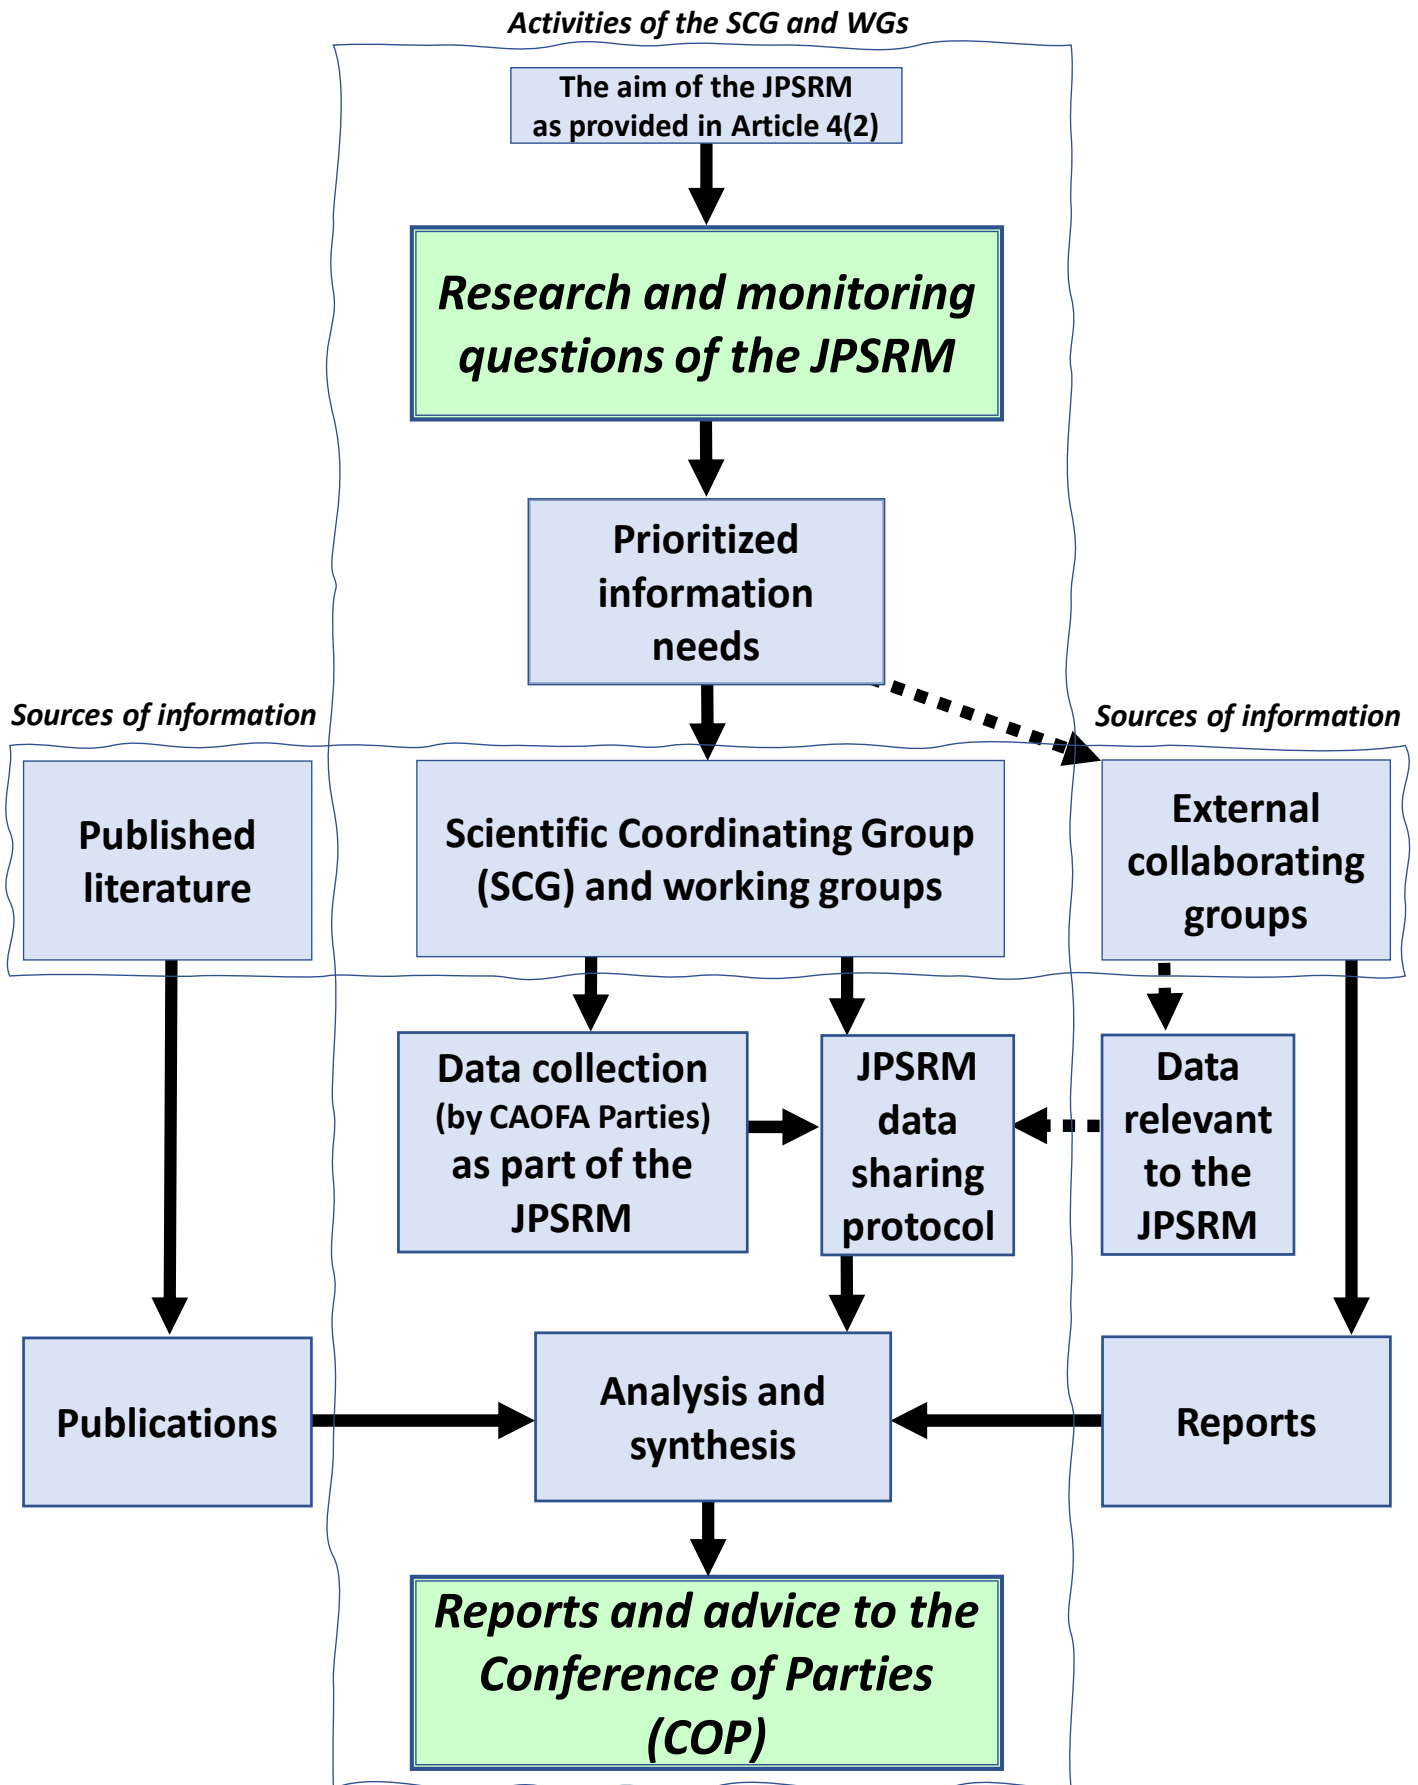 Activities of the SCG and WGs
The aim of the JPSRM
as provided in Article 4(2)
Research and monitoring
questions of the JPSRM
Prioritized
information
needs
Sources of information
Sources of information
Published
literature
Scientific Coordinating Group
(SCG) and working groups
External
collaborating
groups
Data collection
(by CAOFA Parties)
as part of the
JPSRM
JPSRM
data
sharing
protocol
Data
relevant
to the
JPSRM
Publications
Analysis and
synthesis
Reports
Reports and advice to the
Conference of Parties
(COP)